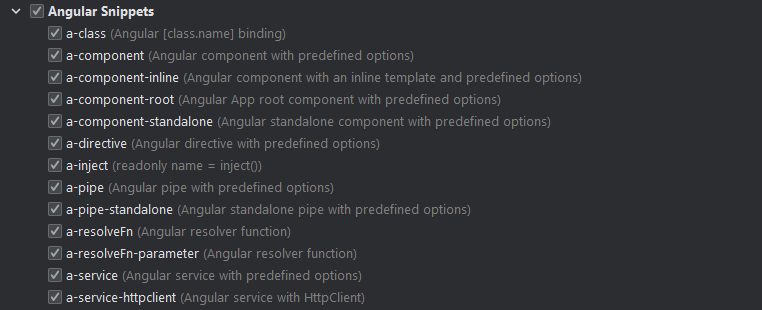 Angular Snippets
a-class (Angular [class.name] binding)
a-component (Angular component with predefined options)
a-component-inline (Angular component with an inline template and predefined options)
a-component-root (Angular App root component with predefined options)
a-component-standalone (Angular standalone component with predefined options)
a-directive (Angular directive with predefined options)
a-inject (readonly name = inject())
a-pipe (Angular pipe with predefined options)
a-pipe-standalone (Angular standalone pipe with predefined options)
a-resolveFn (Angular resolver function)
a-resolveFn-parameter (Angular resolver function)
a-service (Angular service with predefined options)
a-service-httpclient (Angular service with HttpClient)